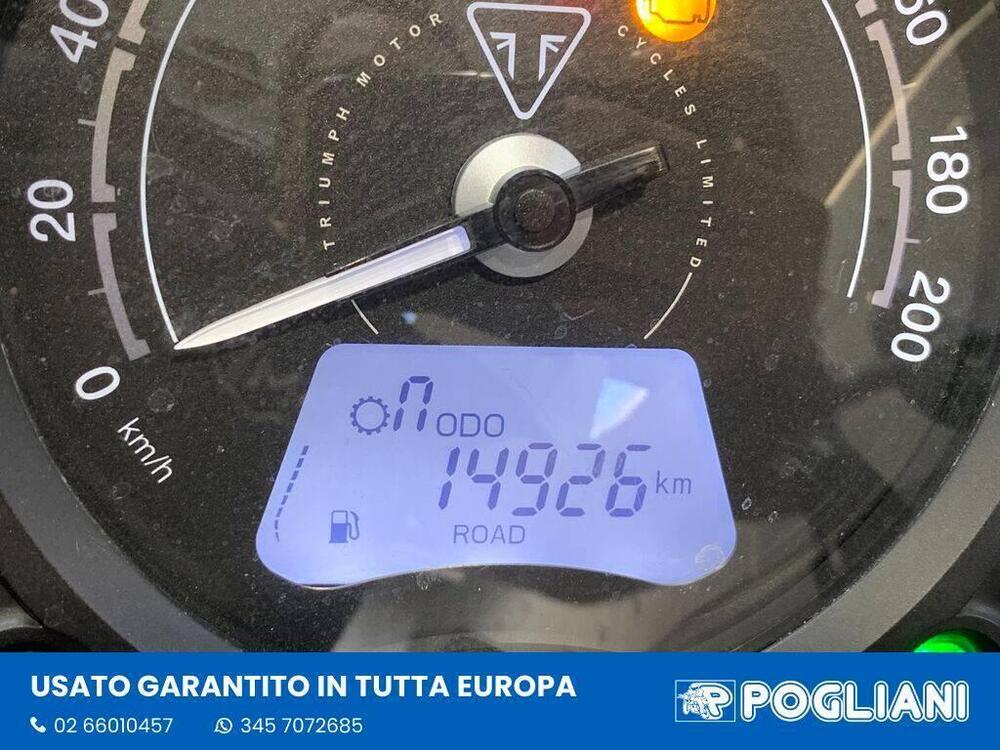 40
60
TRIUMPH MOTOR
CYCLES LIMITED
20
180
200
0
km/h
n ODO
14926 km
ROAD
USATO GARANTITO IN TUTTA EUROPA
02 66010457 345 7072685
POGLIANI